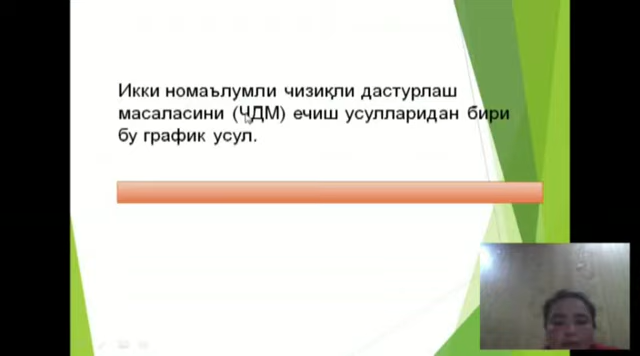 Икки номаълумли чизиқли дастурлаш
масаласини (ЧДМ) ечиш усулларидан бири
бу график усул.